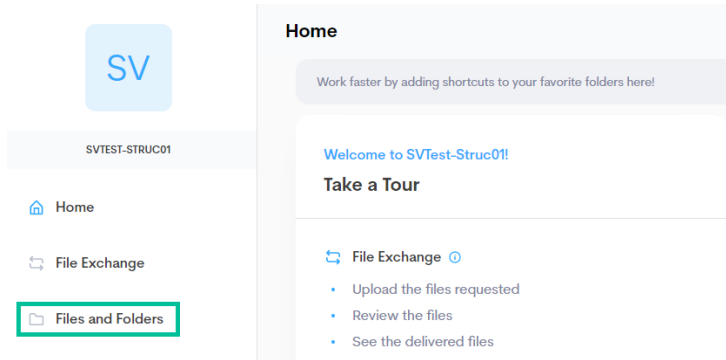 SV
SVTEST-STRUC01
Home
File Exchange
Files and Folders
Home
Work faster by adding shortcuts to your favorite folders here!
Welcome to SVTest-Struc01!
Take a Tour
File Exchange
Upload the files requested
Review the files
See the delivered files